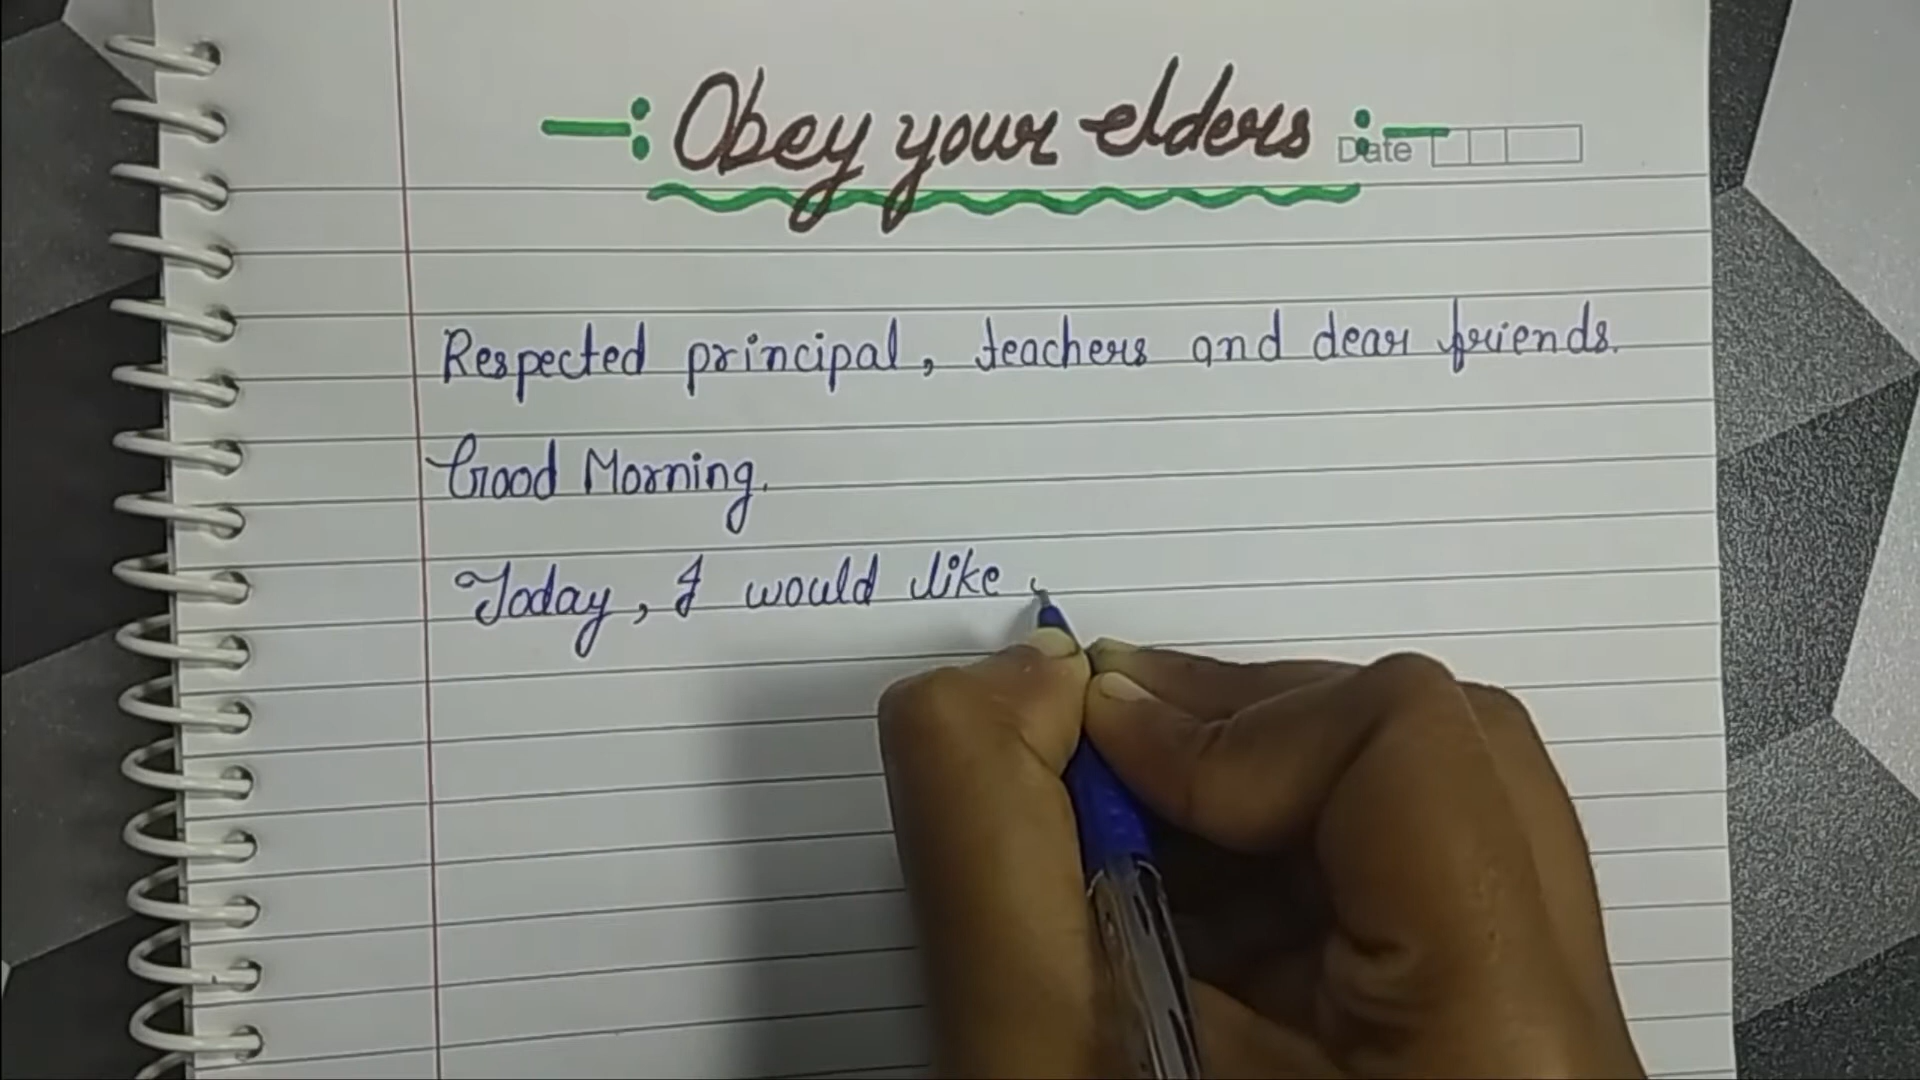 -: Obey your elders :-
Date
Respected principal, teachers and dear friends.
Good Morning.
Today, I would like